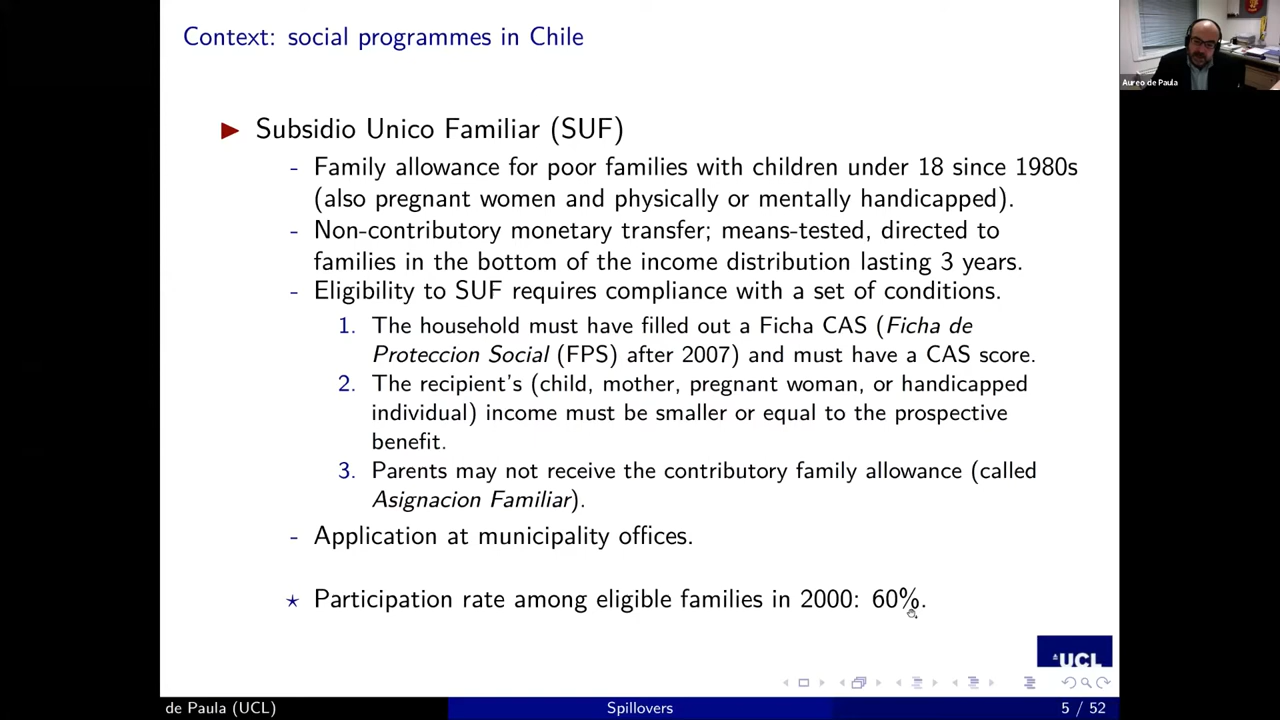 Context: social programmes in Chile
Aureo de Paula
▶ Subsidio Unico Familiar (SUF)
- Family allowance for poor families with children under 18 since 1980s
(also pregnant women and physically or mentally handicapped).
- Non-contributory monetary transfer; means-tested, directed to
families in the bottom of the income distribution lasting 3 years.
- Eligibility to SUF requires compliance with a set of conditions.
1. The household must have filled out a Ficha CAS (Ficha de
Proteccion Social (FPS) after 2007) and must have a CAS score.
2. The recipient's (child, mother, pregnant woman, or handicapped
individual) income must be smaller or equal to the prospective
benefit.
3. Parents may not receive the contributory family allowance (called
Asignacion Familiar).
- Application at municipality offices.
⋆ Participation rate among eligible families in 2000: 60%.
UCL
de Paula (UCL)
Spillovers
5 / 52